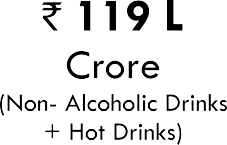 ₹ 119 L
Crore
(Non- Alcoholic Drinks
+ Hot Drinks)